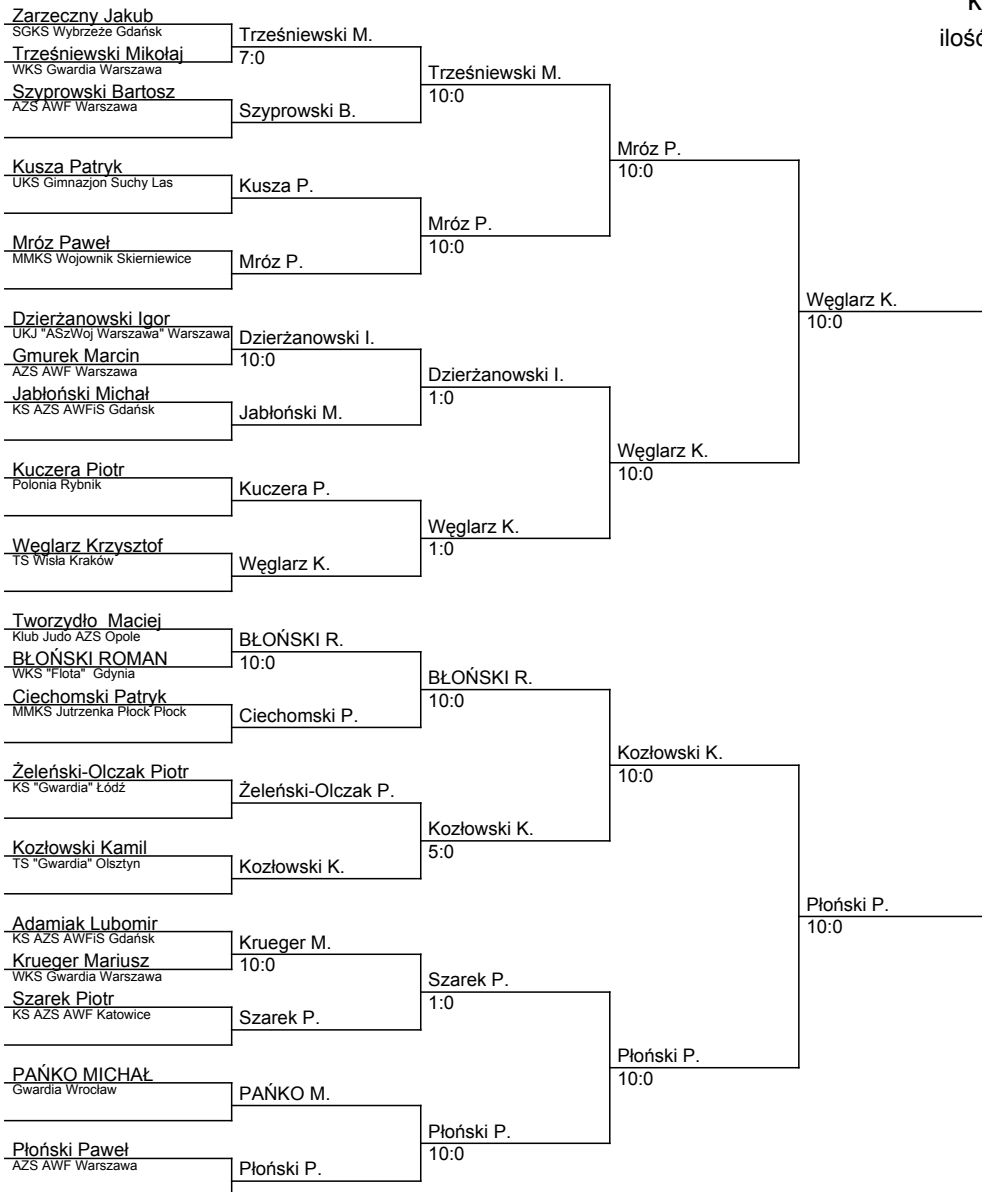 K
ilość
Zarzeczny Jakub
SGKS Wybrzeże Gdańsk
Trześniewski Mikołaj
WKS Gwardia Warszawa
Szyprowski Bartosz
AZS AWF Warszawa
Kusza Patryk
UKS Gimnazjon Suchy Las
Mróz Paweł
MMKS Wojownik Skierniewice
Dzierżanowski Igor
UKJ "ASzWoj Warszawa" Warszawa
Gmurek Marcin
AZS AWF Warszawa
Jabłoński Michał
KS AZS AWFiS Gdańsk
Kuczera Piotr
Polonia Rybnik
Węglarz Krzysztof
TS Wisła Kraków
Tworzydło  Maciej
Klub Judo AZS Opole
BŁOŃSKI ROMAN
WKS "Flota"  Gdynia
Ciechomski Patryk
MMKS Jutrzenka Płock Płock
Żeleński-Olczak Piotr
KS "Gwardia" Łódź
Kozłowski Kamil
TS "Gwardia" Olsztyn
Adamiak Lubomir
KS AZS AWFiS Gdańsk
Krueger Mariusz
WKS Gwardia Warszawa
Szarek Piotr
KS AZS AWF Katowice
PAŃKO MICHAŁ
Gwardia Wrocław
Płoński Paweł
AZS AWF Warszawa
Trześniewski M.
7:0
Szyprowski B.
Kusza P.
Mróz P.
Dzierżanowski I.
10:0
Jabłoński M.
Kuczera P.
Węglarz K.
BŁOŃSKI R.
10:0
Ciechomski P.
Żeleński-Olczak P.
Kozłowski K.
Krueger M.
10:0
Szarek P.
PAŃKO M.
Płoński P.
Trześniewski M.
10:0
Mróz P.
10:0
Dzierżanowski I.
1:0
Węglarz K.
1:0
BŁOŃSKI R.
10:0
Kozłowski K.
5:0
Szarek P.
1:0
Płoński P.
10:0
Mróz P.
10:0
Węglarz K.
10:0
Kozłowski K.
10:0
Płoński P.
10:0
Węglarz K.
10:0
Płoński P.
10:0